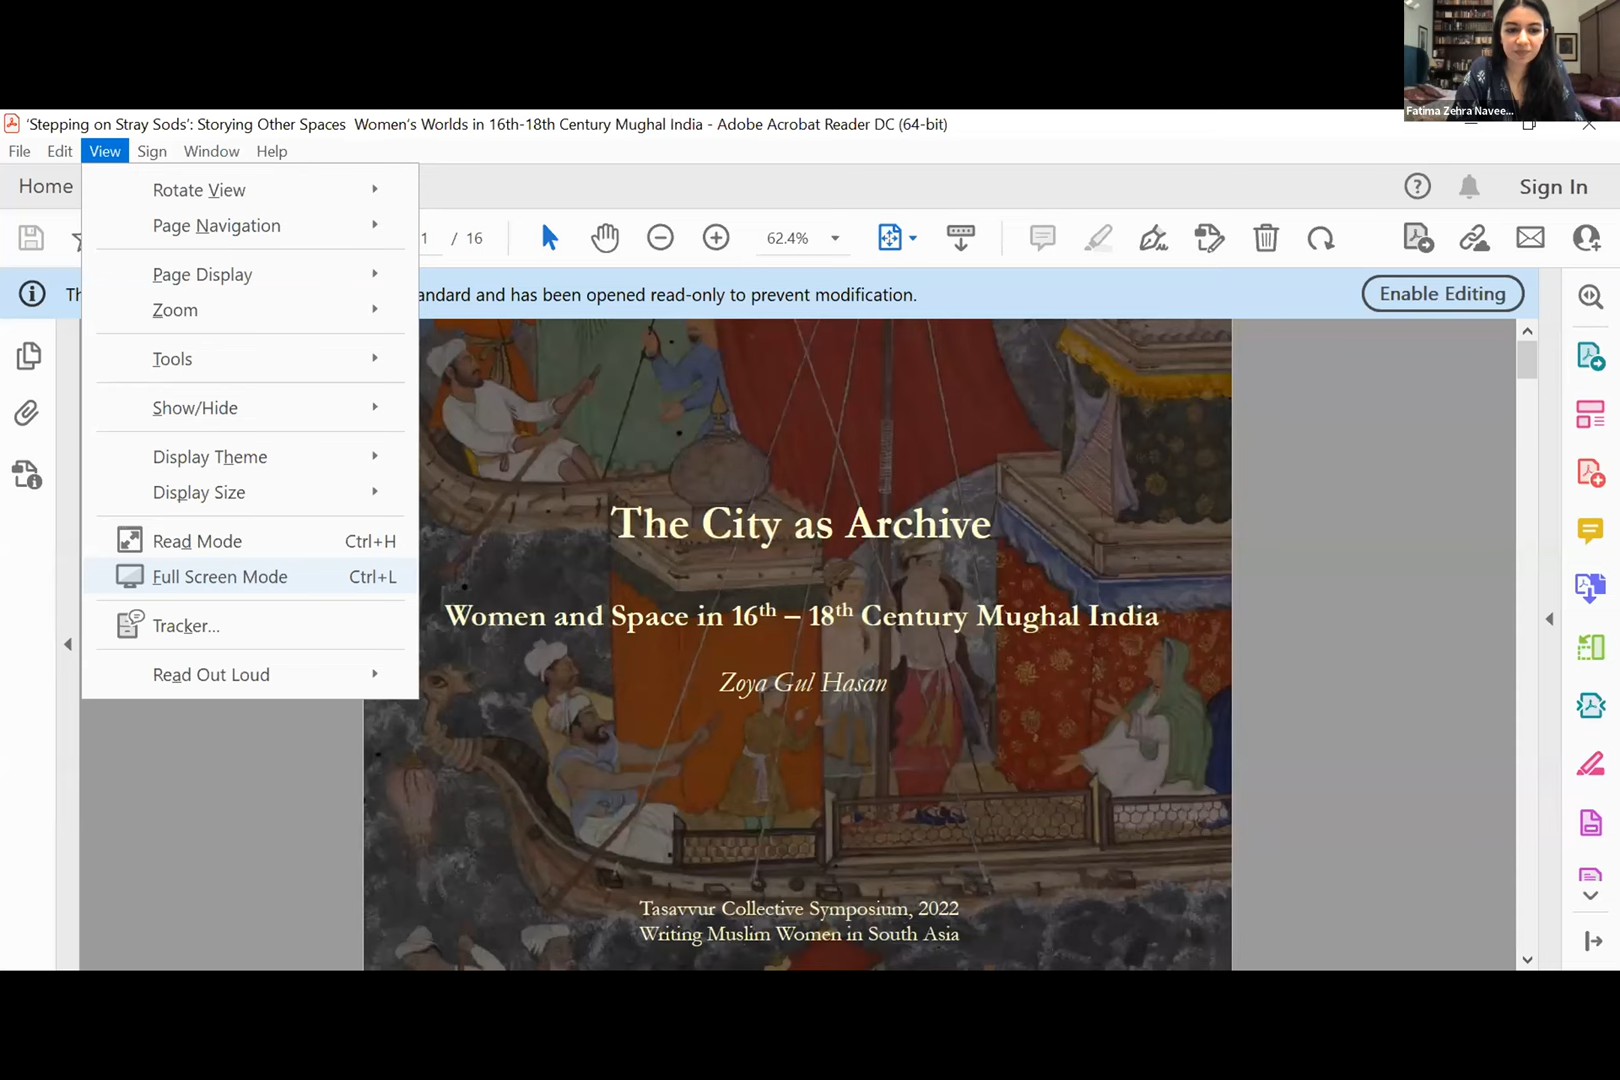 Fatima Zehra Navee...
'Stepping on Stray Sods': Storying Other Spaces Women's Worlds in 16th-18th Century Mughal India - Adobe Acrobat Reader DC (64-bit)
File Edit View Sign Window Help
Home
Sign In
1 / 16
62.4%
Th
andard and has been opened read-only to prevent modification.
Enable Editing
Rotate View
Page Navigation
Page Display
Zoom
Tools
Show/Hide
Display Theme
Display Size
Read Mode Ctrl+H
Full Screen Mode Ctrl+L
Tracker...
Read Out Loud
The City as Archive
Women and Space in 16th – 18th Century Mughal India
Zoya Gul Hasan
Tasavvur Collective Symposium, 2022
Writing Muslim Women in South Asia